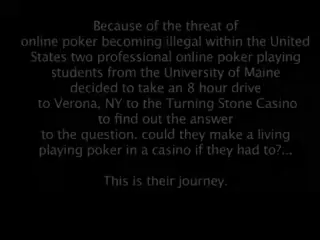 Because of the threat of
online poker becoming illegal within the United
States two professional online poker playing
students from the University of Maine
decided to take an 8 hour drive
to Verona, NY to the Turning Stone Casino
to find out the answer
to the question. could they make a living
playing poker in a casino if they had to?...
This is their journey.